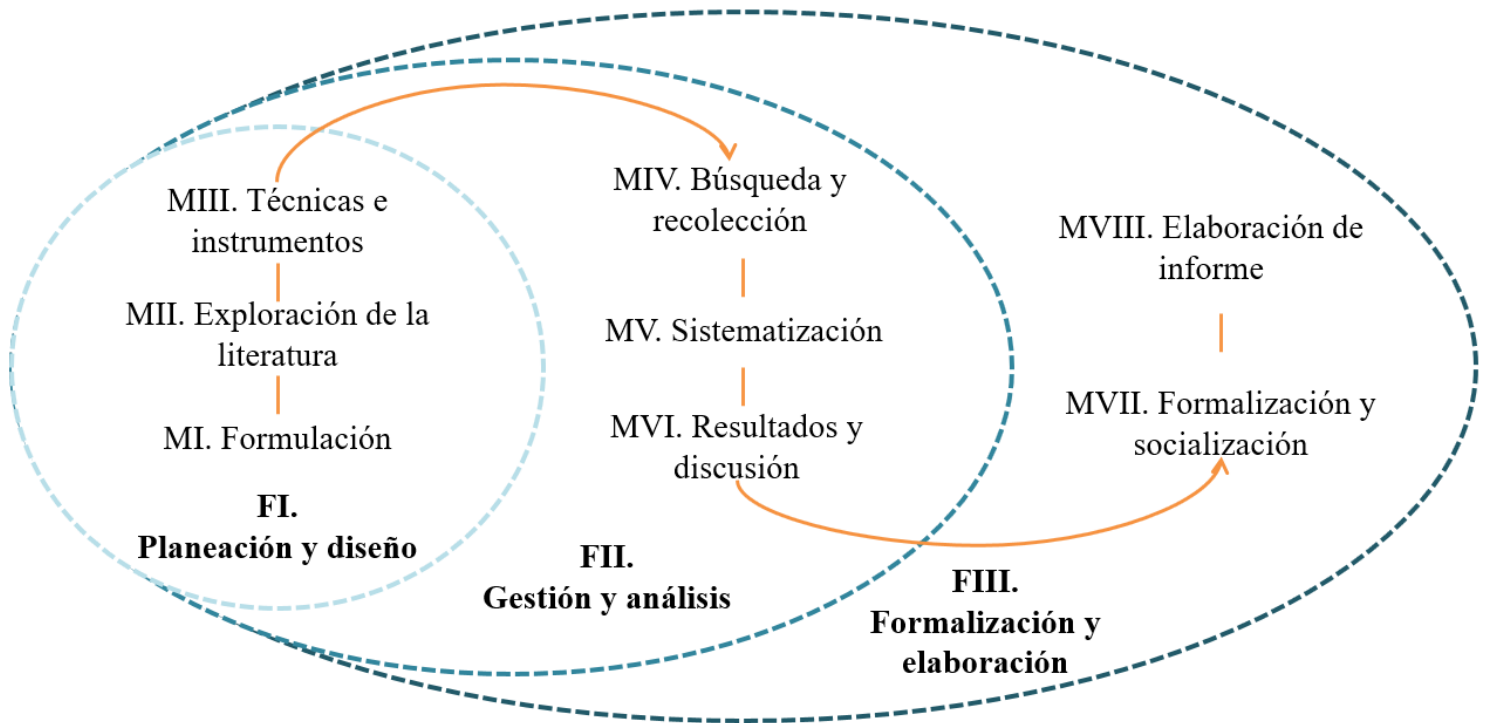 MIII. Técnicas e
instrumentos
MII. Exploración de la
literatura
MI. Formulación
FI.
Planeación y diseño
MIV. Búsqueda y
recolección
MV. Sistematización
MVI. Resultados y
discusión
FII.
Gestión y análisis
MVIII. Elaboración de
informe
MVII. Formalización y
socialización
FIII.
Formalización y
elaboración